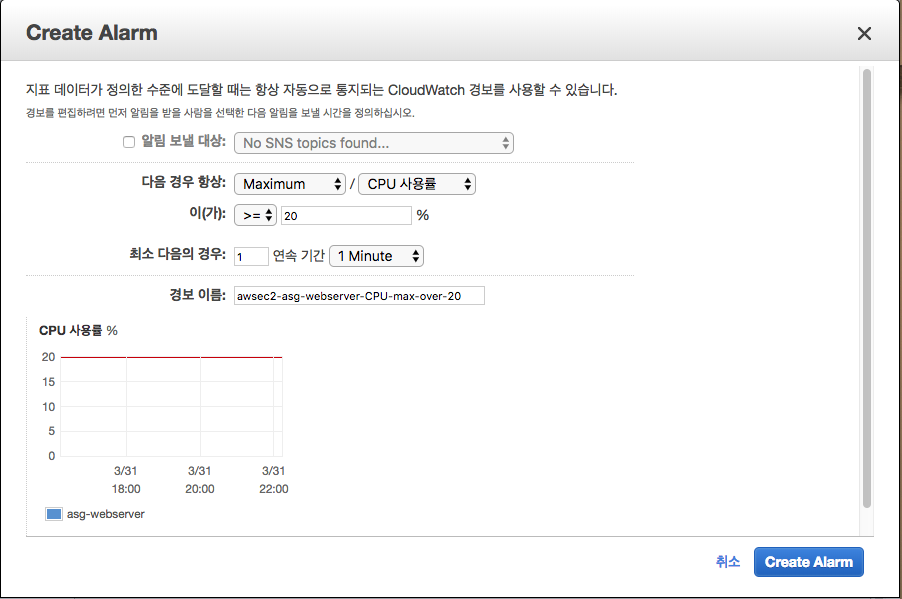 Create Alarm
지표 데이터가 정의한 수준에 도달할 때는 항상 자동으로 통지되는 CloudWatch 경보를 사용할 수 있습니다.
경보를 편집하려면 먼저 알림을 받을 사람을 선택한 다음 알림을 보낼 시간을 정의하십시오.
알림 보낼 대상: No SNS topics found...
다음 경우 항상: Maximum / CPU 사용률
이(가): >= 20 %
최소 다음의 경우: 1 연속 기간 1 Minute
경보 이름: awsec2-asg-webserver-CPU-max-over-20
CPU 사용률 %
20
15
10
5
0
3/31 3/31 3/31
18:00 20:00 22:00
asg-webserver
취소 Create Alarm